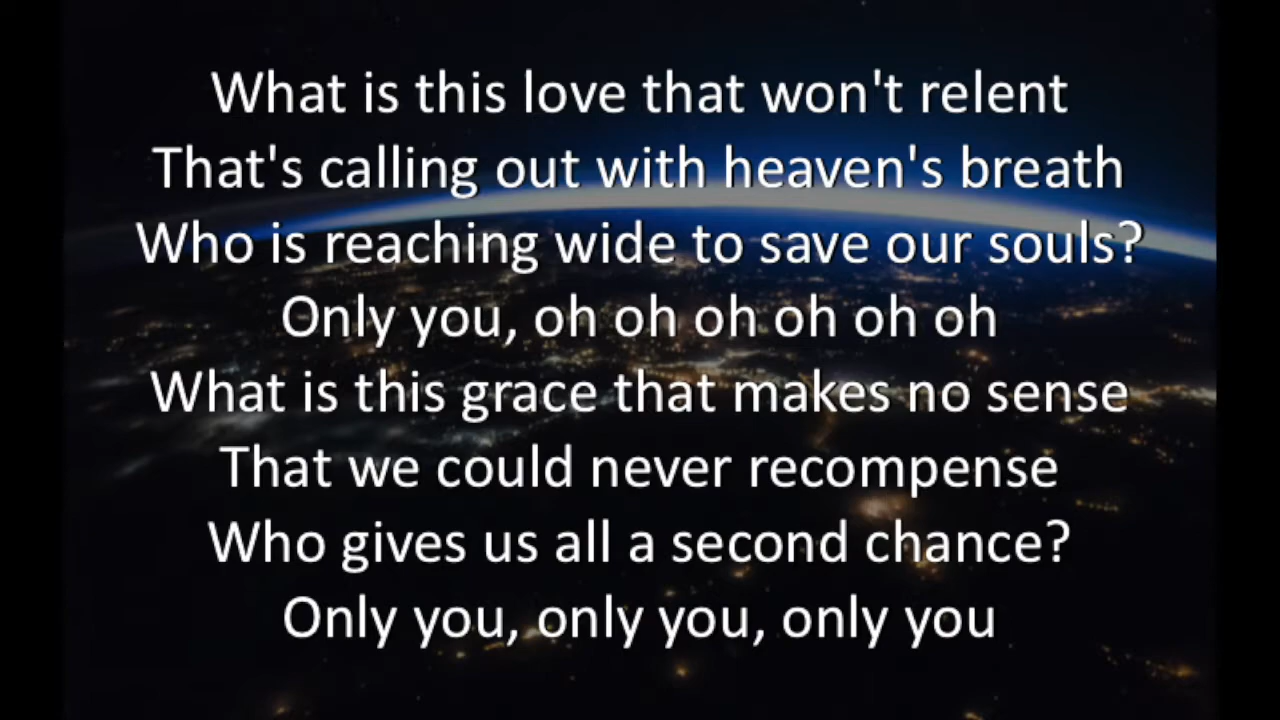 What is this love that won't relent
That's calling out with heaven's breath
Who is reaching wide to save our souls?
Only you, oh oh oh oh oh oh
What is this grace that makes no sense
That we could never recompense
Who gives us all a second chance?
Only you, only you, only you